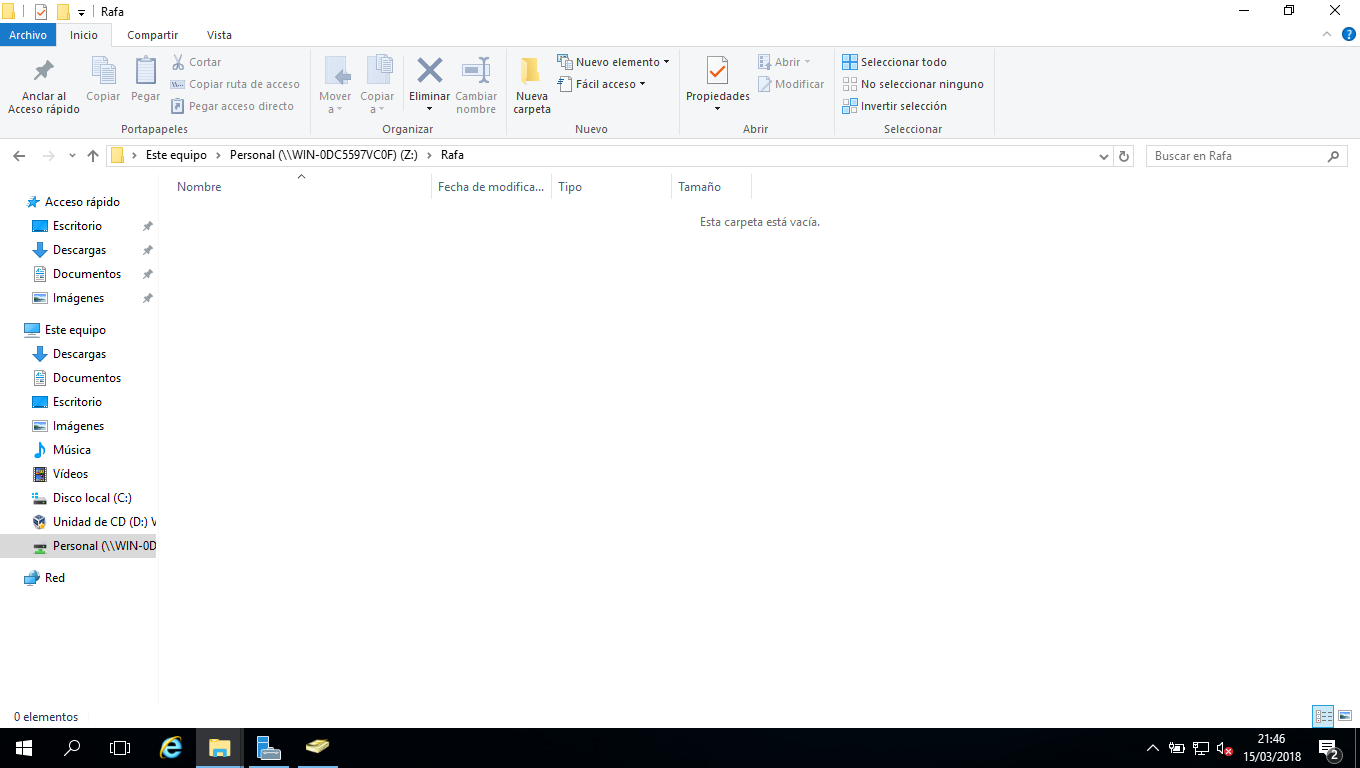 Rafa
Archivo Inicio Compartir Vista
Anclar al
Acceso rápido
Copiar
Pegar
Cortar
Copiar ruta de acceso
Pegar acceso directo
Portapapeles
Mover
a
Copiar
a
Eliminar
Cambiar
nombre
Organizar
Nueva
carpeta
Nuevo elemento
Fácil acceso
Nuevo
Propiedades
Abrir
Modificar
Abrir
Seleccionar todo
No seleccionar ninguno
Invertir selección
Seleccionar
Este equipo > Personal (\\WIN-0DC5597VC0F) (Z:) > Rafa
Buscar en Rafa
Nombre Fecha de modifica... Tipo Tamaño
Esta carpeta está vacía.
Acceso rápido
Escritorio
Descargas
Documentos
Imágenes
Este equipo
Descargas
Documentos
Escritorio
Imágenes
Música
Vídeos
Disco local (C:)
Unidad de CD (D:) V
Personal (\\WIN-0D
Red
0 elementos
21:46
15/03/2018
2